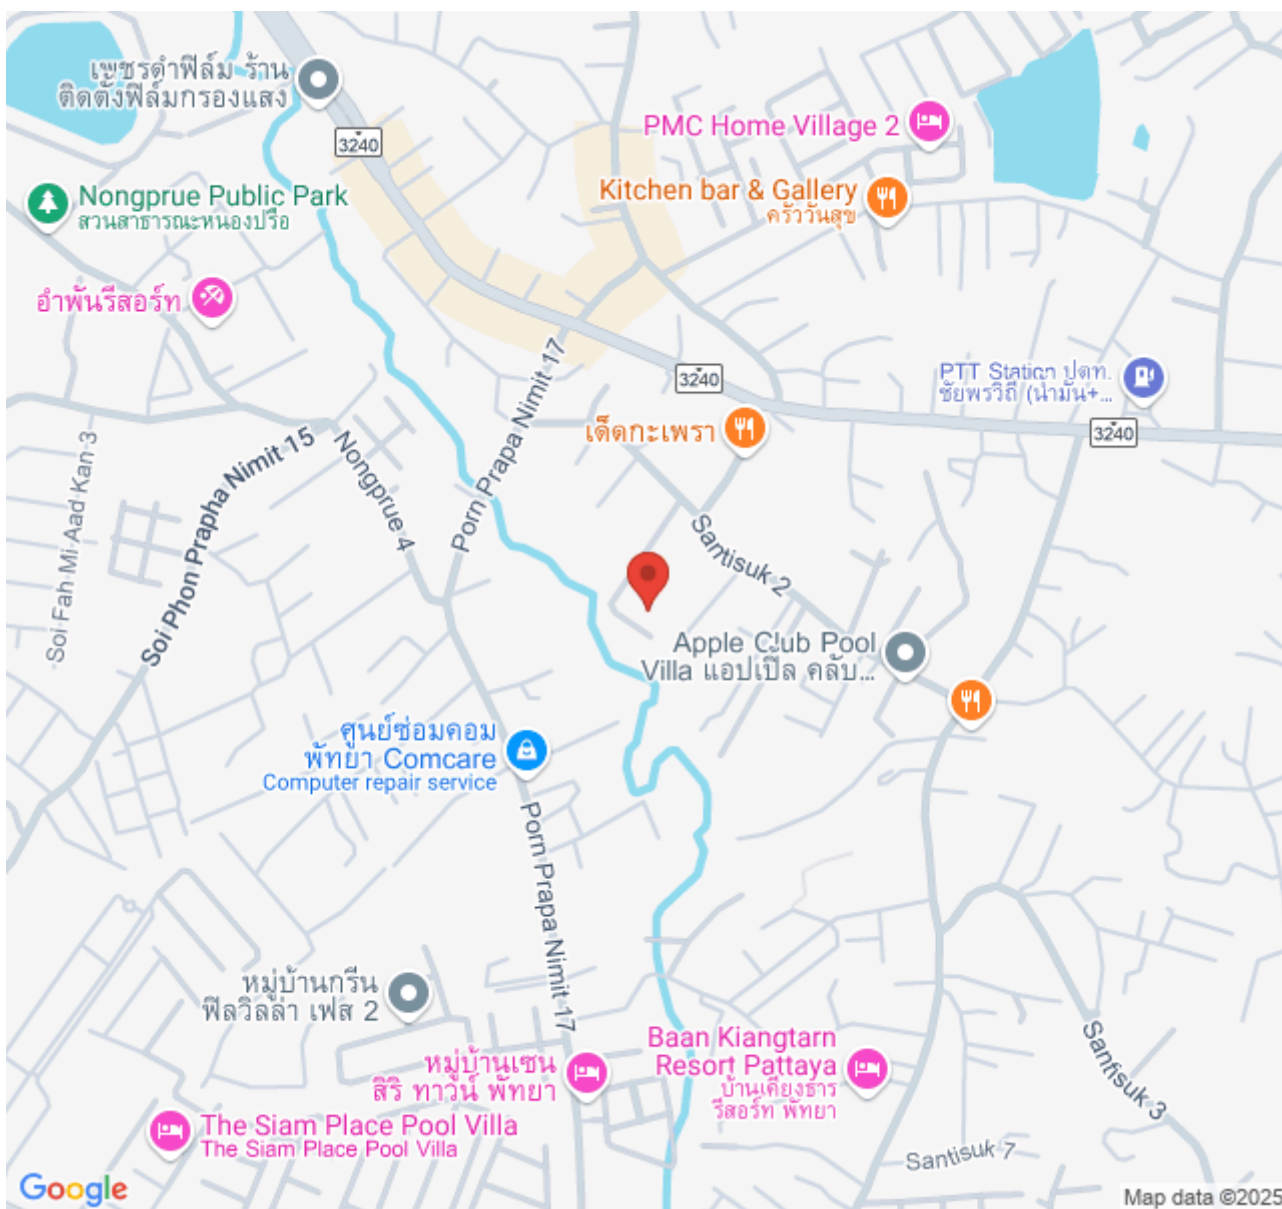 เพชรดำฟิล์ม ร้าน
ติดตั้งฟิล์มกรองแสง
3240
PMC Home Village 2
Kitchen bar & Gallery
ครัววันสุข
Nongprue Public Park
สวนสาธารณะหนองปรือ
อำพันรีสอร์ท
Porn Prapa Nimit 17
3240
PTT Station ปตท.
ชัยพรวิถี (น้ำมัน+...
3240
เด็ดกะเพรา
Soi Fah Mi Aad Kan 3
Soi Phon Prapha Nimit 15
Nongprue 4
Santisuk 2
Apple Club Pool
Villa แอปเปิ้ล คลับ...
ศูนย์ซ่อมคอม
พัทยา Comcare
Computer repair service
Porn Prapa Nimit 17
หมู่บ้านกรีน
ฟิลวิลล่า เฟส 2
หมู่บ้านเซน
สิริ ทาวน์ พัทยา
Baan Kiangtarn
Resort Pattaya
บ้านเคียงธาร
รีสอร์ท พัทยา
Santisuk 3
The Siam Place Pool Villa
The Siam Place Pool Villa
Santisuk 7
Google
Map data ©2025